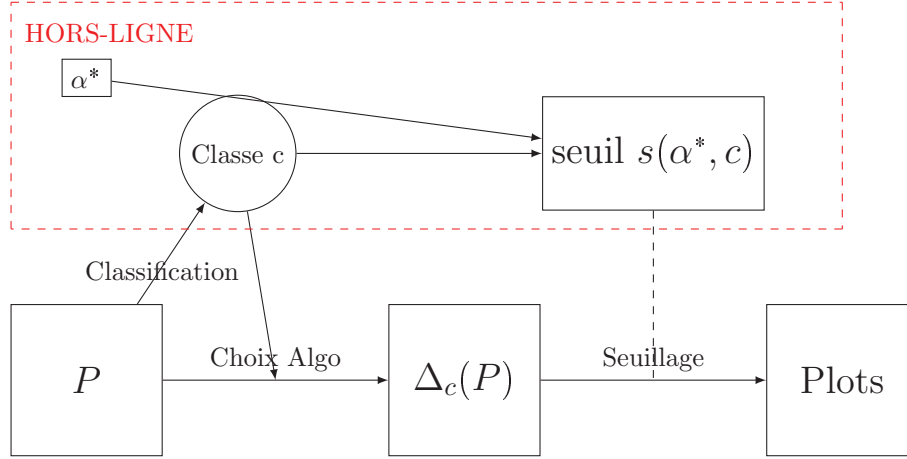 HORS-LIGNE
α*
Classe c
seuil s(α*, c)
Classification
P
Choix Algo
Δc(P)
Seuillage
Plots